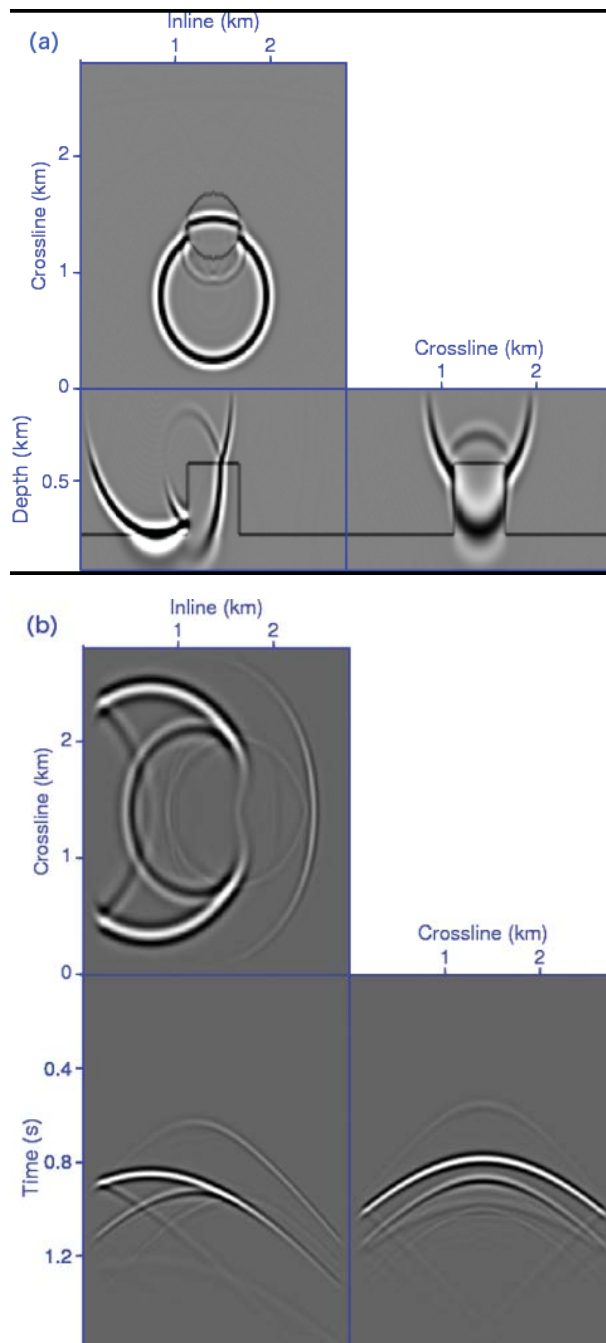 (a)
Inline (km)
1 2
Crossline (km)
2
1
0
Crossline (km)
1 2
Depth (km)
0.5
(b)
Inline (km)
1 2
Crossline (km)
2
1
0
Crossline (km)
1 2
Time (s)
0.4
0.8
1.2